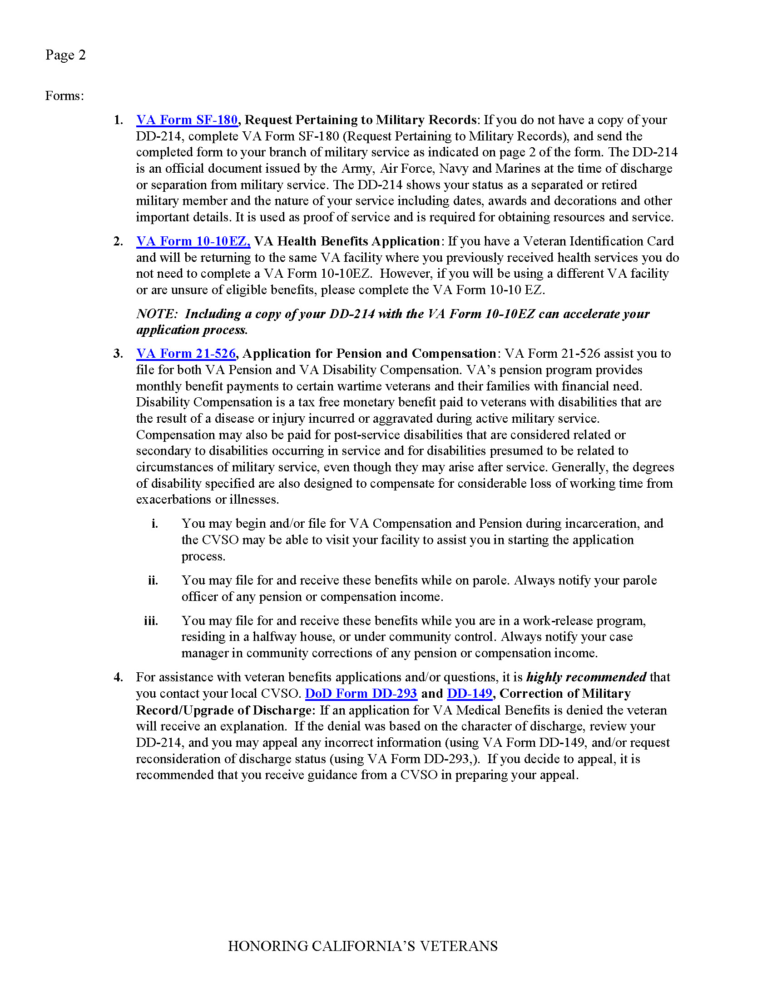 Page 2
Forms:
1. VA Form SF-180, Request Pertaining to Military Records: If you do not have a copy of your
DD-214, complete VA Form SF-180 (Request Pertaining to Military Records), and send the
completed form to your branch of military service as indicated on page 2 of the form. The DD-214
is an official document issued by the Army, Air Force, Navy and Marines at the time of discharge
or separation from military service. The DD-214 shows your status as a separated or retired
military member and the nature of your service including dates, awards and decorations and other
important details. It is used as proof of service and is required for obtaining resources and service.
2. VA Form 10-10EZ, VA Health Benefits Application: If you have a Veteran Identification Card
and will be returning to the same VA facility where you previously received health services you do
not need to complete a VA Form 10-10EZ.  However, if you will be using a different VA facility
or are unsure of eligible benefits, please complete the VA Form 10-10 EZ.
NOTE:  Including a copy of your DD-214 with the VA Form 10-10EZ can accelerate your
application process.
3. VA Form 21-526, Application for Pension and Compensation: VA Form 21-526 assist you to
file for both VA Pension and VA Disability Compensation. VA’s pension program provides
monthly benefit payments to certain wartime veterans and their families with financial need.
Disability Compensation is a tax free monetary benefit paid to veterans with disabilities that are
the result of a disease or injury incurred or aggravated during active military service.
Compensation may also be paid for post-service disabilities that are considered related or
secondary to disabilities occurring in service and for disabilities presumed to be related to
circumstances of military service, even though they may arise after service. Generally, the degrees
of disability specified are also designed to compensate for considerable loss of working time from
exacerbations or illnesses.
i. You may begin and/or file for VA Compensation and Pension during incarceration, and
the CVSO may be able to visit your facility to assist you in starting the application
process.
ii. You may file for and receive these benefits while on parole. Always notify your parole
officer of any pension or compensation income.
iii. You may file for and receive these benefits while you are in a work-release program,
residing in a halfway house, or under community control. Always notify your case
manager in community corrections of any pension or compensation income.
4. For assistance with veteran benefits applications and/or questions, it is highly recommended that
you contact your local CVSO. DoD Form DD-293 and DD-149, Correction of Military
Record/Upgrade of Discharge: If an application for VA Medical Benefits is denied the veteran
will receive an explanation.  If the denial was based on the character of discharge, review your
DD-214, and you may appeal any incorrect information (using VA Form DD-149, and/or request
reconsideration of discharge status (using VA Form DD-293,).  If you decide to appeal, it is
recommended that you receive guidance from a CVSO in preparing your appeal.
HONORING CALIFORNIA’S VETERANS